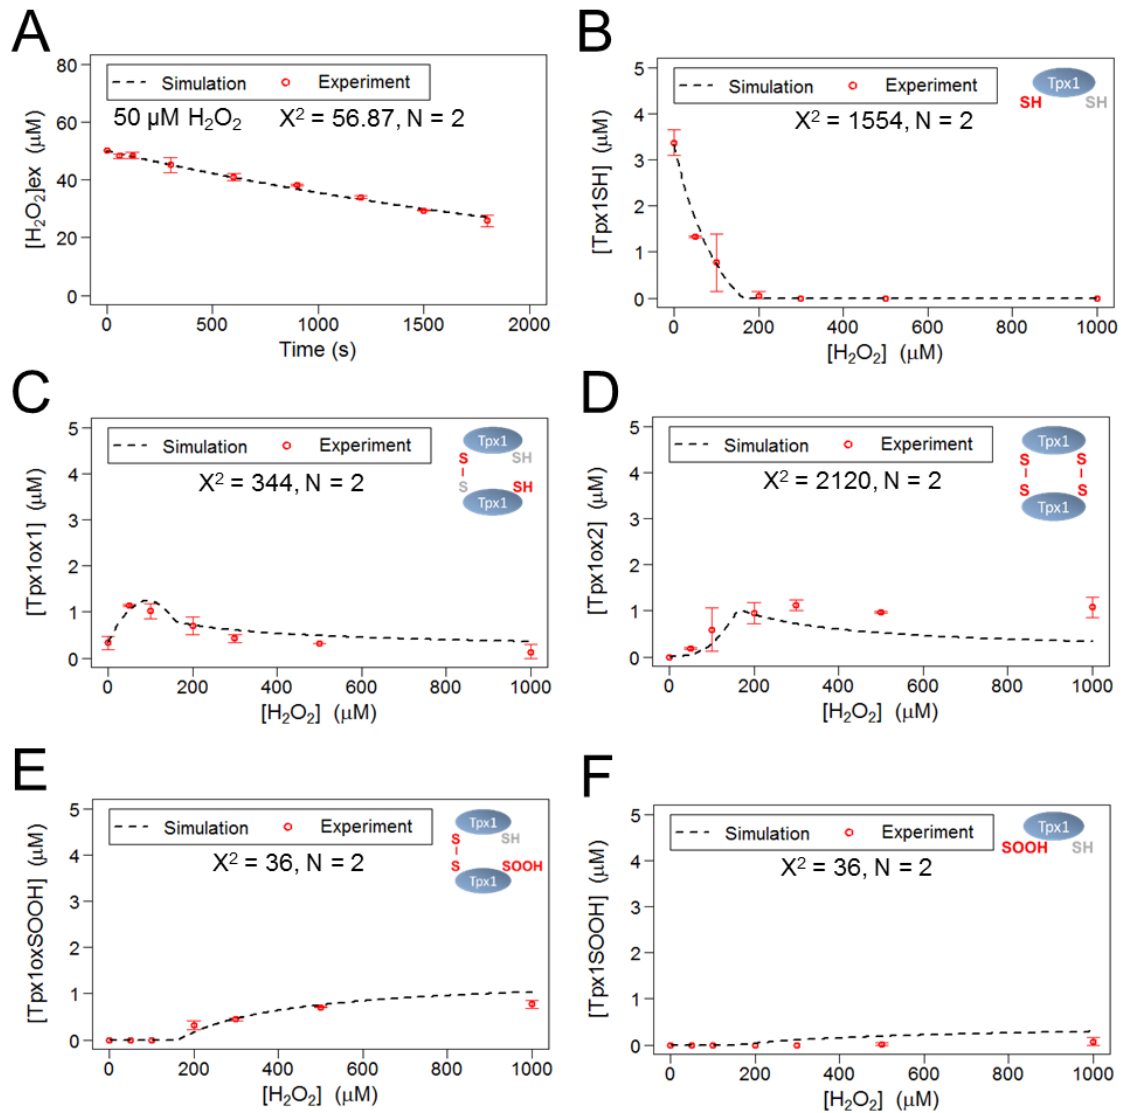 A
Simulation Experiment
50 µM H₂O₂ X² = 56.87, N = 2
[H₂O₂]ex (µM)
80
60
40
20
0
0 500 1000 1500 2000
Time (s)
B
Simulation Experiment
X² = 1554, N = 2
Tpx1
SH SH
[Tpx1SH] (µM)
5
4
3
2
1
0
0 200 400 600 800 1000
[H₂O₂] (µM)
C
Simulation Experiment
X² = 344, N = 2
Tpx1
S SH
S SH
Tpx1
[Tpx1ox1] (µM)
5
4
3
2
1
0
0 200 400 600 800 1000
[H₂O₂] (µM)
D
Simulation Experiment
X² = 2120, N = 2
Tpx1
S S
S S
Tpx1
[Tpx1ox2] (µM)
5
4
3
2
1
0
0 200 400 600 800 1000
[H₂O₂] (µM)
E
Simulation Experiment
X² = 36, N = 2
Tpx1
S SH
S SOOH
Tpx1
[Tpx1oxSOOH] (µM)
5
4
3
2
1
0
0 200 400 600 800 1000
[H₂O₂] (µM)
F
Simulation Experiment
X² = 36, N = 2
Tpx1
SOOH SH
[Tpx1SOOH] (µM)
5
4
3
2
1
0
0 200 400 600 800 1000
[H₂O₂] (µM)